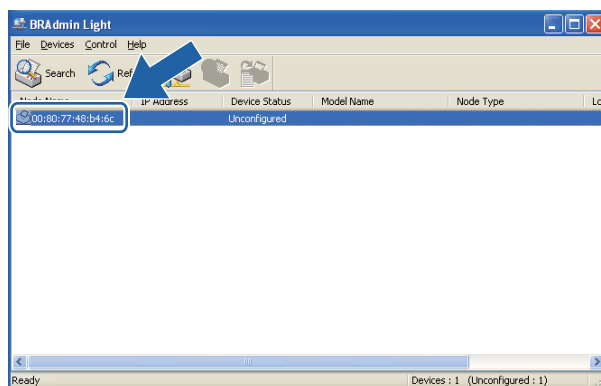 BRAdmin Light
File Devices Control Help
Search
IP Address Device Status Model Name Node Type
00:80:77:48:b4:6c Unconfigured
Ready Devices : 1 (Unconfigured : 1)